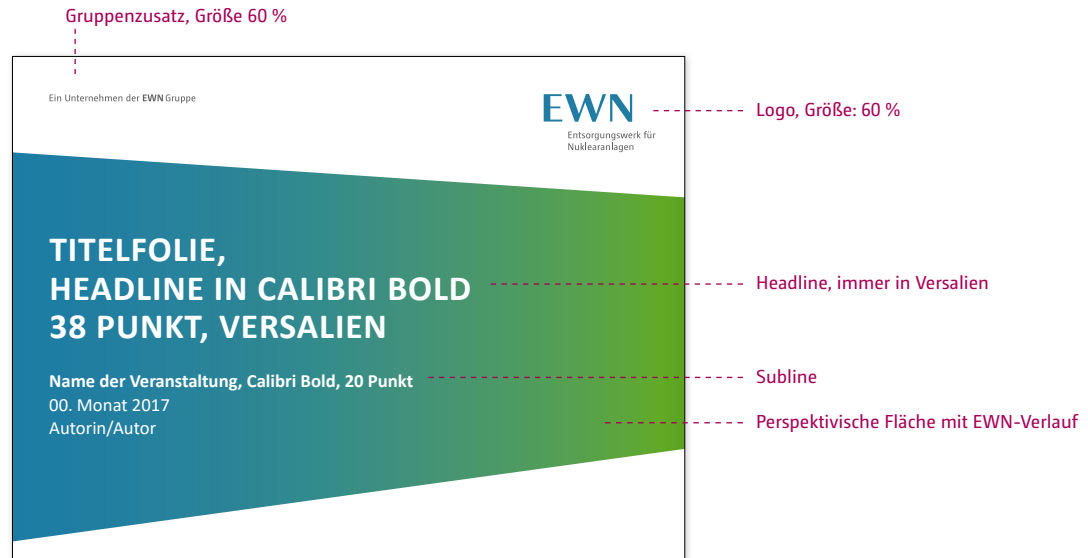 Gruppenzusatz, Größe 60 %
Ein Unternehmen der EWN Gruppe
EWN
Entsorgungswerk für
Nuklearanlagen
Logo, Größe: 60 %
TITELFOLIE,
HEADLINE IN CALIBRI BOLD
38 PUNKT, VERSALIEN
Headline, immer in Versalien
Name der Veranstaltung, Calibri Bold, 20 Punkt
00. Monat 2017
Autorin/Autor
Subline
Perspektivische Fläche mit EWN-Verlauf